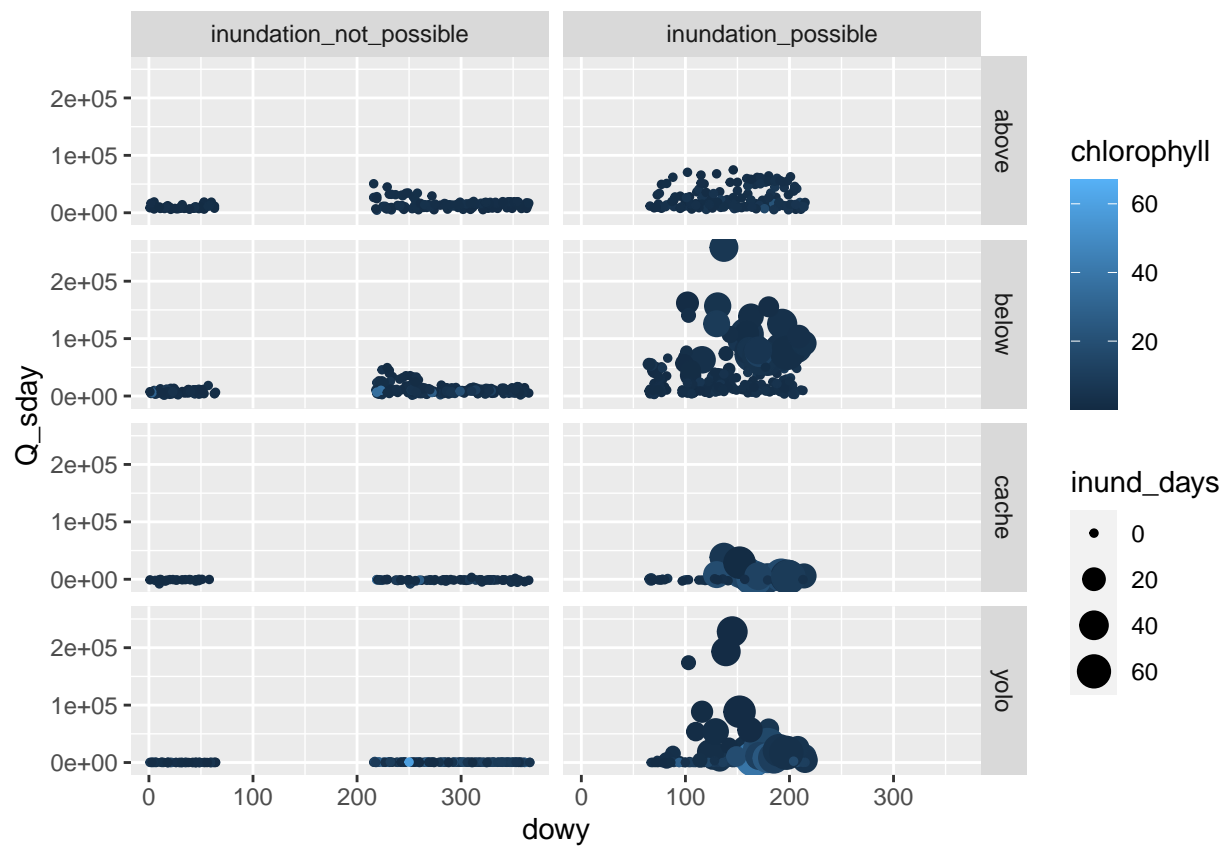 inundation_not_possible inundation_possible
2e+05
1e+05
0e+00
above
2e+05
1e+05
0e+00
below
2e+05
1e+05
0e+00
cache
2e+05
1e+05
0e+00
yolo
0 100 200 300 0 100 200 300
dowy
Q_sday
chlorophyll
60
40
20
inund_days
0
20
40
60